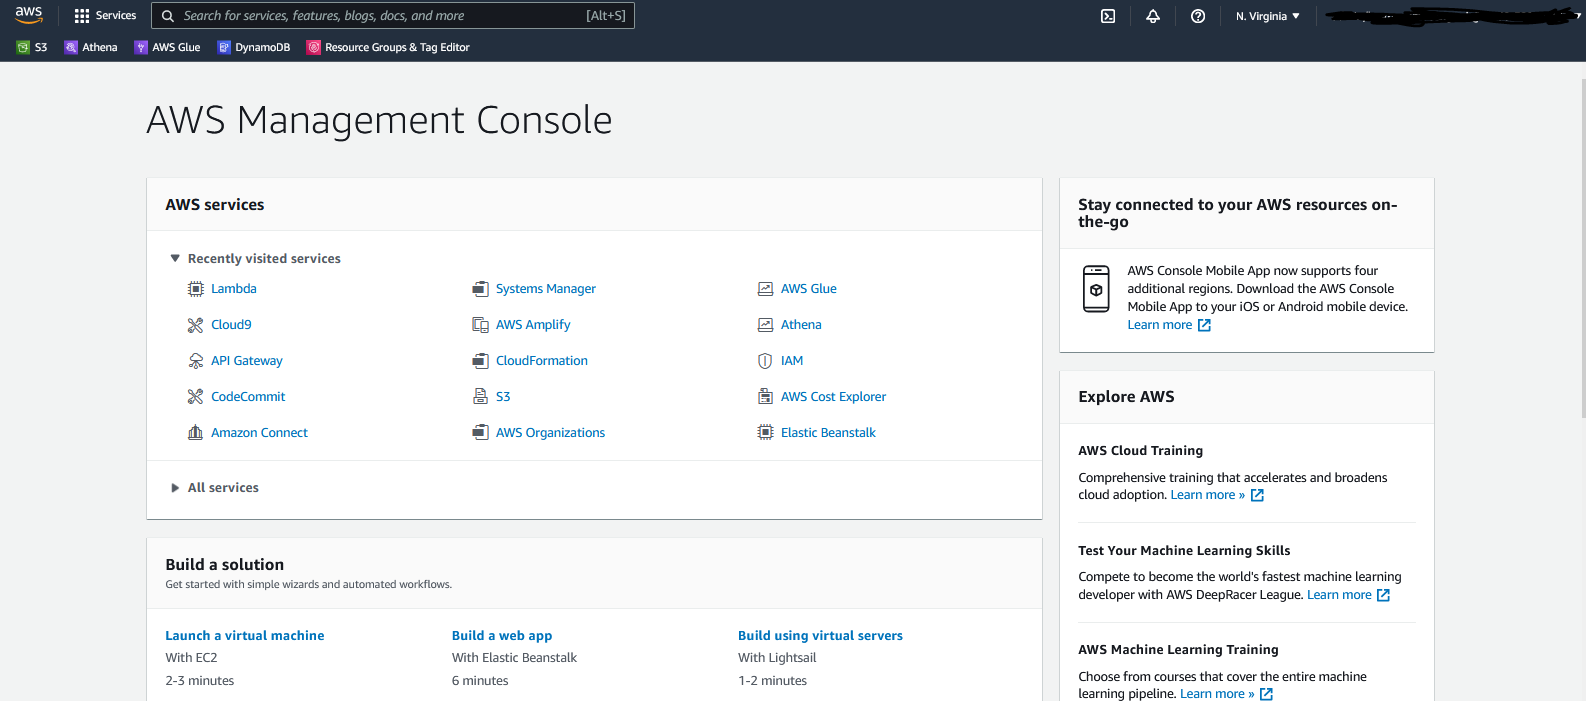 aws
Services
Search for services, features, blogs, docs, and more [Alt+S]
N. Virginia
S3 Athena AWS Glue DynamoDB Resource Groups & Tag Editor
AWS Management Console
AWS services
Recently visited services
Lambda Systems Manager AWS Glue
Cloud9 AWS Amplify Athena
API Gateway CloudFormation IAM
CodeCommit S3 AWS Cost Explorer
Amazon Connect AWS Organizations Elastic Beanstalk
All services
Build a solution
Get started with simple wizards and automated workflows.
Launch a virtual machine
With EC2
2-3 minutes
Build a web app
With Elastic Beanstalk
6 minutes
Build using virtual servers
With Lightsail
1-2 minutes
Stay connected to your AWS resources on-
the-go
AWS Console Mobile App now supports four
additional regions. Download the AWS Console
Mobile App to your iOS or Android mobile device.
Learn more
Explore AWS
AWS Cloud Training
Comprehensive training that accelerates and broadens
cloud adoption. Learn more »
Test Your Machine Learning Skills
Compete to become the world's fastest machine learning
developer with AWS DeepRacer League. Learn more
AWS Machine Learning Training
Choose from courses that cover the entire machine
learning pipeline. Learn more »